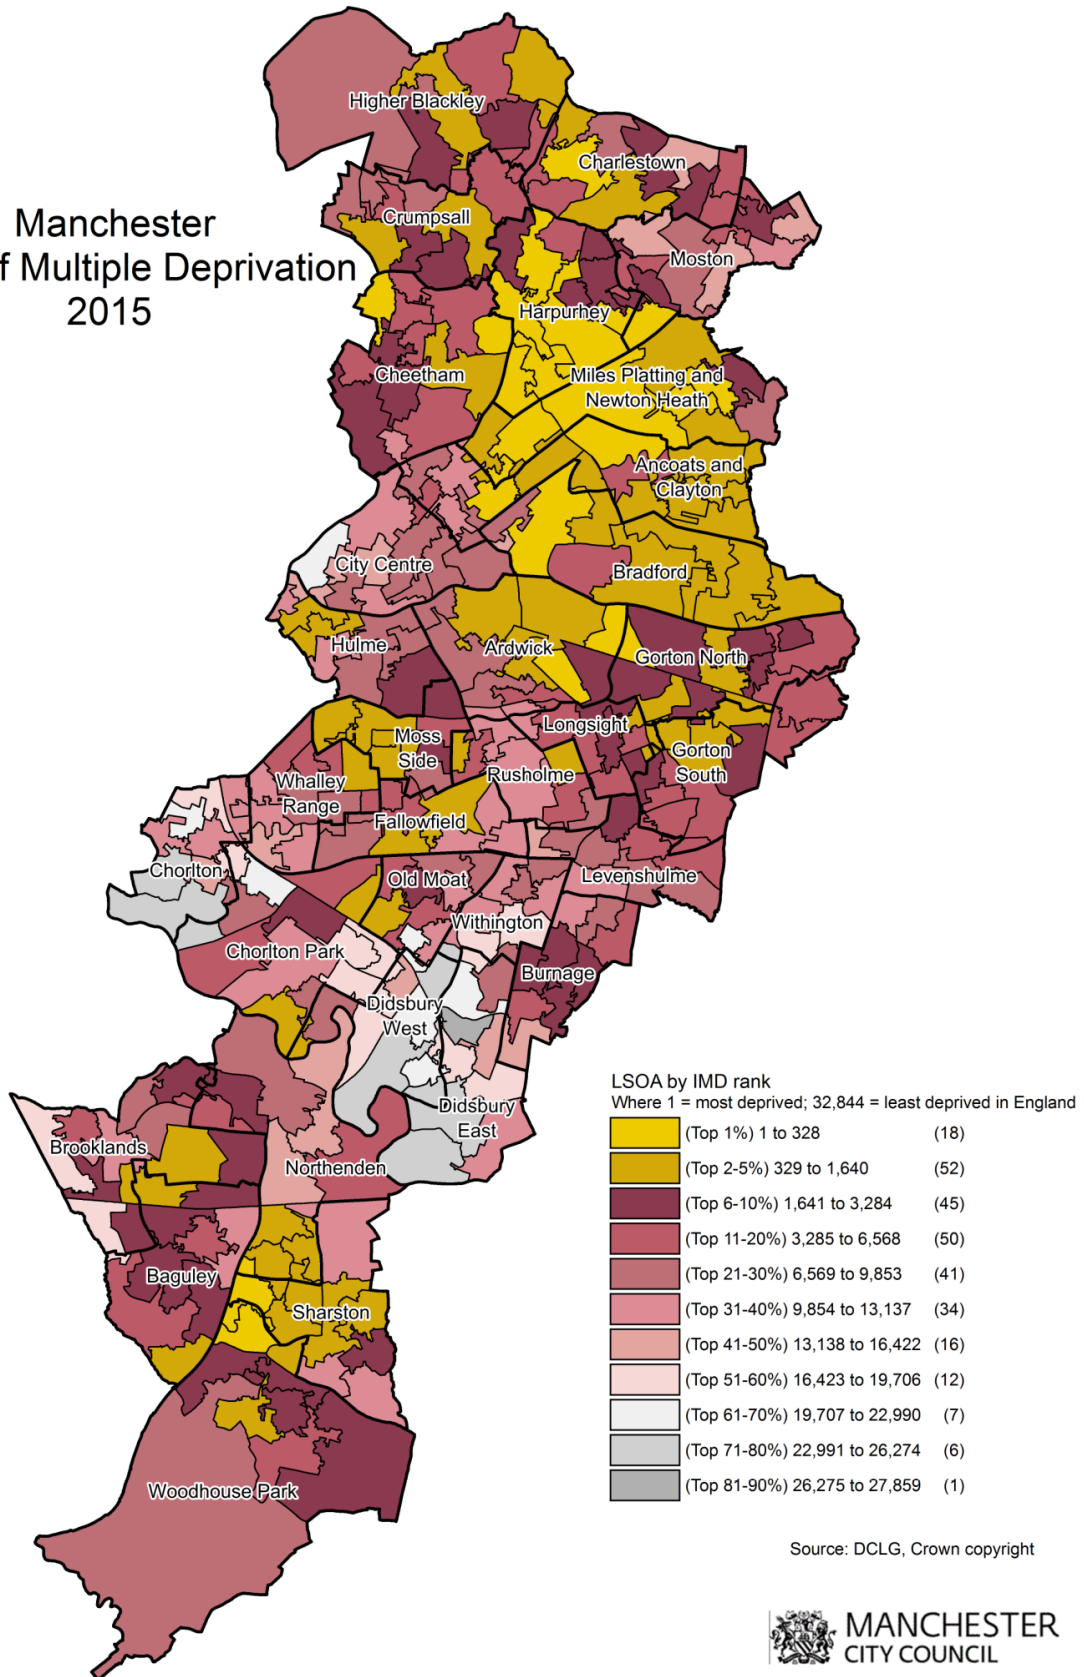 Manchester
f Multiple Deprivation
2015
Higher Blackley
Charlestown
Crumpsall
Moston
Harpurhey
Cheetham
Miles Platting and
Newton Heath
Ancoats and
Clayton
City Centre
Bradford
Hulme
Ardwick
Gorton North
Longsight
Moss
Side
Gorton
South
Rusholme
Whalley
Range
Fallowfield
Chorlton
Old Moat
Levenshulme
Withington
Chorlton Park
Burnage
Didsbury
West
Didsbury
East
Brooklands
Northenden
Baguley
Sharston
Woodhouse Park
LSOA by IMD rank
Where 1 = most deprived; 32,844 = least deprived in England
(Top 1%) 1 to 328 (18)
(Top 2-5%) 329 to 1,640 (52)
(Top 6-10%) 1,641 to 3,284 (45)
(Top 11-20%) 3,285 to 6,568 (50)
(Top 21-30%) 6,569 to 9,853 (41)
(Top 31-40%) 9,854 to 13,137 (34)
(Top 41-50%) 13,138 to 16,422 (16)
(Top 51-60%) 16,423 to 19,706 (12)
(Top 61-70%) 19,707 to 22,990 (7)
(Top 71-80%) 22,991 to 26,274 (6)
(Top 81-90%) 26,275 to 27,859 (1)
Source: DCLG, Crown copyright
MANCHESTER
CITY COUNCIL